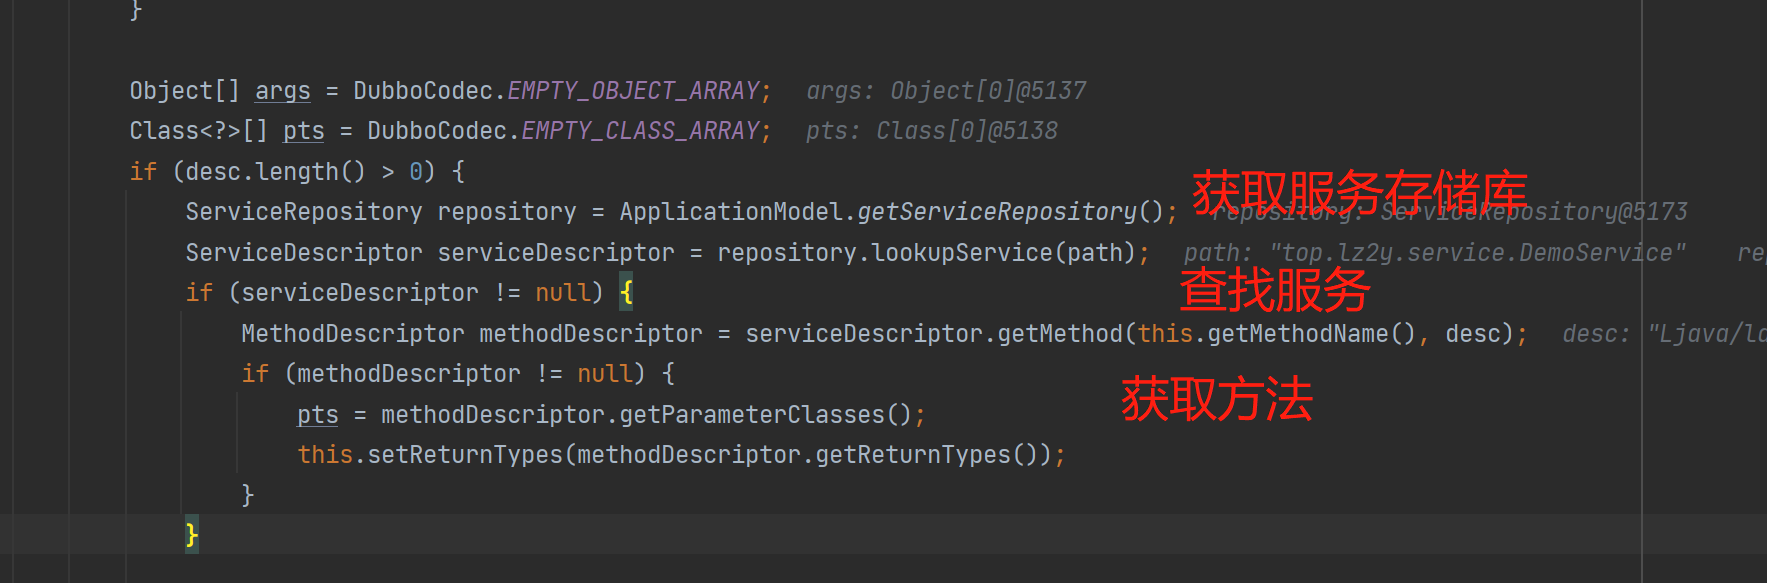 }
Object[] args = DubboCodec.EMPTY_OBJECT_ARRAY; args: Object[0]@5137
Class<?>[] pts = DubboCodec.EMPTY_CLASS_ARRAY; pts: Class[0]@5138
if (desc.length() > 0) {
获取服务存储库
ServiceRepository repository = ApplicationModel.getServiceRepository(); repository: ServiceRepository@5173
ServiceDescriptor serviceDescriptor = repository.lookupService(path); path: "top.lz2y.service.DemoService"
查找服务
if (serviceDescriptor != null) {
MethodDescriptor methodDescriptor = serviceDescriptor.getMethod(this.getMethodName(), desc); desc:
获取方法
if (methodDescriptor != null) {
pts = methodDescriptor.getParameterClasses();
this.setReturnTypes(methodDescriptor.getReturnTypes());
}
}